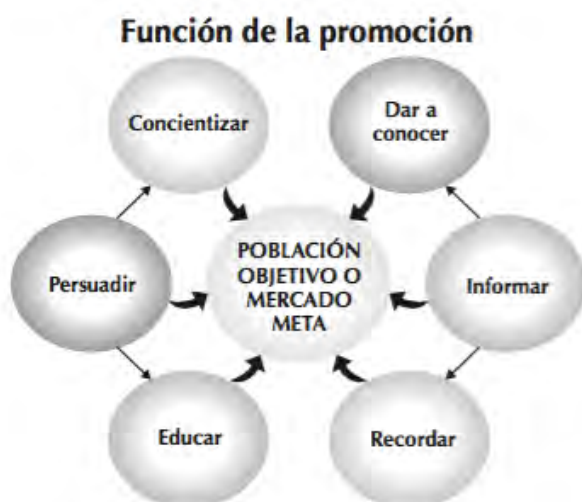 Función de la promoción
Concientizar
Dar a
conocer
Persuadir
POBLACIÓN
OBJETIVO O
MERCADO
META
Informar
Educar
Recordar